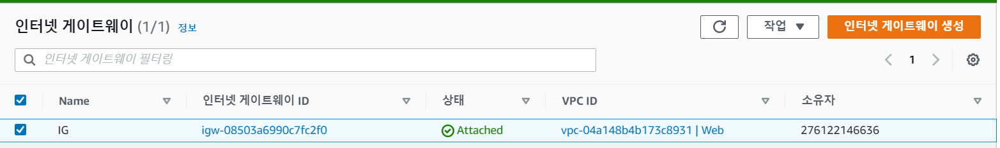 인터넷 게이트웨이 (1/1) 정보
작업
인터넷 게이트웨이 생성
인터넷 게이트웨이 필터링
1
Name 인터넷 게이트웨이 ID 상태 VPC ID 소유자
IG igw-08503a6990c7fc2f0 Attached vpc-04a148b4b173c8931 | Web 276122146636